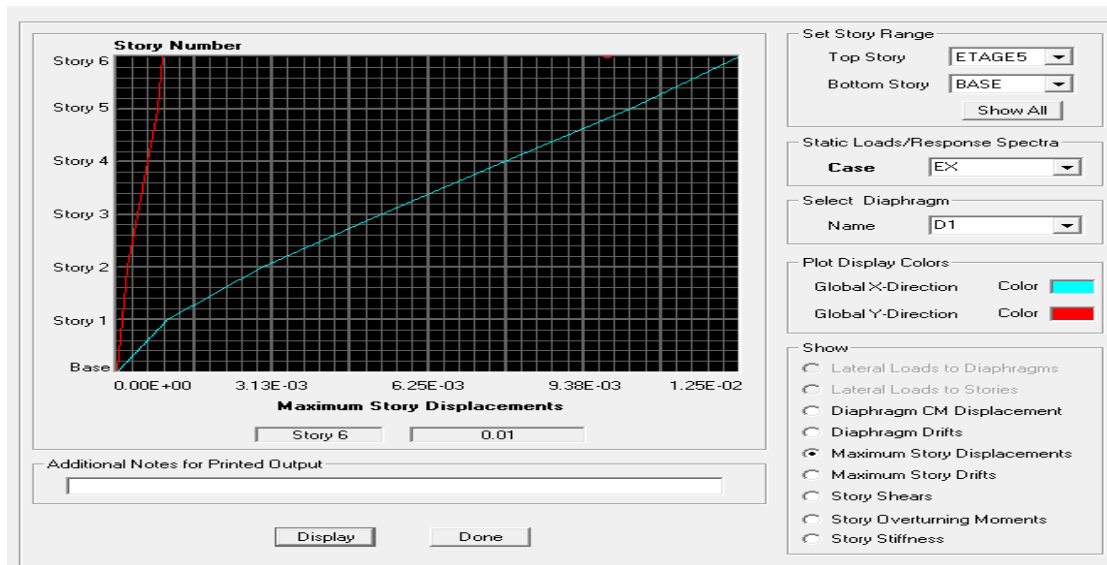 Story Number
Story 6
Story 5
Story 4
Story 3
Story 2
Story 1
Base
0.00E+00 3.13E-03 6.25E-03 9.38E-03 1.25E-02
Maximum Story Displacements
Story 6 0.01
Additional Notes for Printed Output
Display Done
Set Story Range
Top Story ETAGE5
Bottom Story BASE
Show All
Static Loads/Response Spectra
Case EX
Select Diaphragm
Name D1
Plot Display Colors
Global X-Direction Color
Global Y-Direction Color
Show
Lateral Loads to Diaphragms
Lateral Loads to Stories
Diaphragm CM Displacement
Diaphragm Drifts
Maximum Story Displacements
Maximum Story Drifts
Story Shears
Story Overturning Moments
Story Stiffness